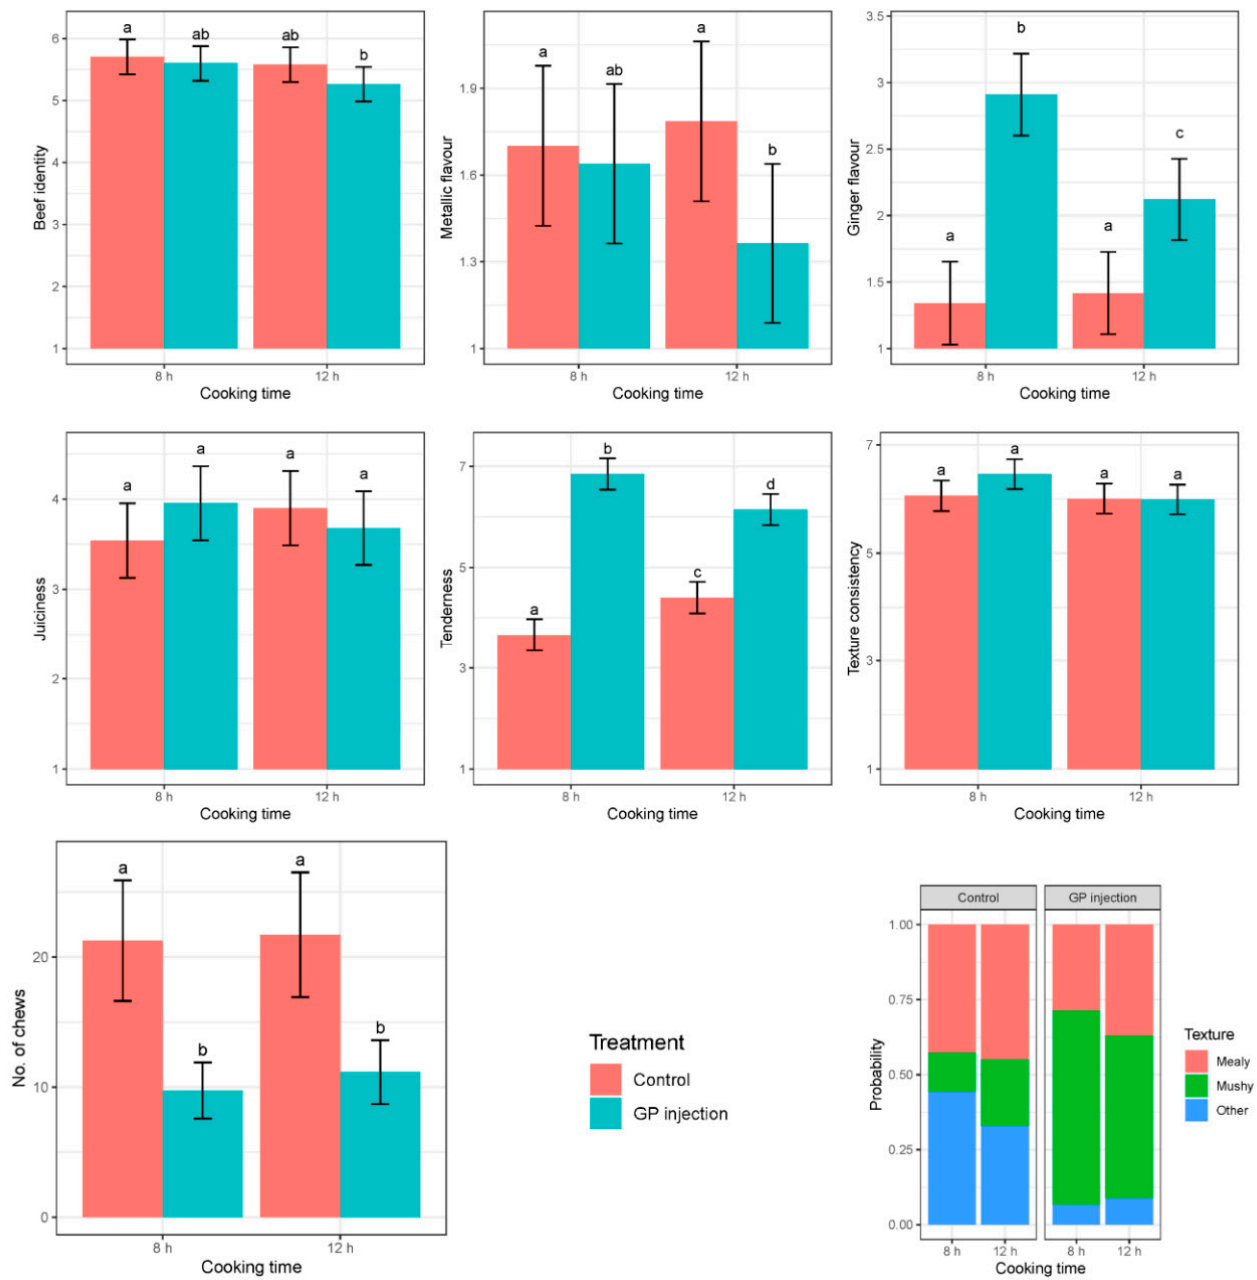 a
ab
ab
b
6
5
4
3
2
1
Beef identity
8 h
12 h
Cooking time
a
ab
a
b
1.9
1.6
1.3
1
Metallic flavour
8 h
12 h
Cooking time
a
b
a
c
3.5
3
2.5
2
1.5
1
Ginger flavour
8 h
12 h
Cooking time
a
a
a
a
4
3
2
1
Juiciness
8 h
12 h
Cooking time
a
b
c
d
7
5
3
1
Tenderness
8 h
12 h
Cooking time
a
a
a
a
7
5
3
1
Texture consistency
8 h
12 h
Cooking time
a
b
a
b
20
10
0
No. of chews
8 h
12 h
Cooking time
Treatment
Control
GP injection
Control
GP injection
1.00
0.75
0.50
0.25
0.00
Probability
8 h
12 h
8 h
12 h
Cooking time
Texture
Mealy
Mushy
Other